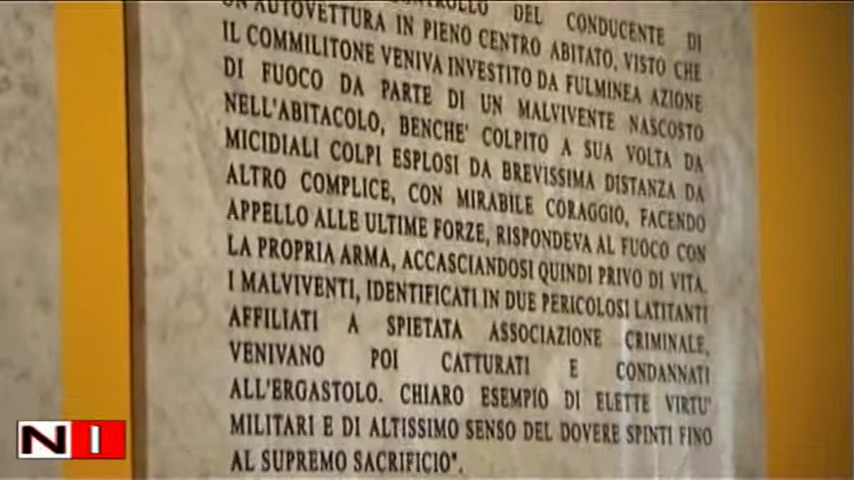 CONTROLLO DEL CONDUCENTE DI
UN'AUTOVETTURA IN PIENO CENTRO ABITATO, VISTO CHE
IL COMMILITONE VENIVA INVESTITO DA FULMINEA AZIONE
DI FUOCO DA PARTE DI UN MALVIVENTE NASCOSTO
NELL'ABITACOLO, BENCHE' COLPITO A SUA VOLTA DA
MICIDIALI COLPI ESPLOSI DA BREVISSIMA DISTANZA DA
ALTRO COMPLICE, CON MIRABILE CORAGGIO, FACENDO
APPELLO ALLE ULTIME FORZE, RISPONDEVA AL FUOCO CON
LA PROPRIA ARMA, ACCASCIANDOSI QUINDI PRIVO DI VITA.
I MALVIVENTI, IDENTIFICATI IN DUE PERICOLOSI LATITANTI
AFFILIATI A SPIETATA ASSOCIAZIONE CRIMINALE,
VENIVANO POI CATTURATI E CONDANNATI
ALL'ERGASTOLO. CHIARO ESEMPIO DI ELETTE VIRTU'
MILITARI E DI ALTISSIMO SENSO DEL DOVERE SPINTI FINO
AL SUPREMO SACRIFICIO".
N1